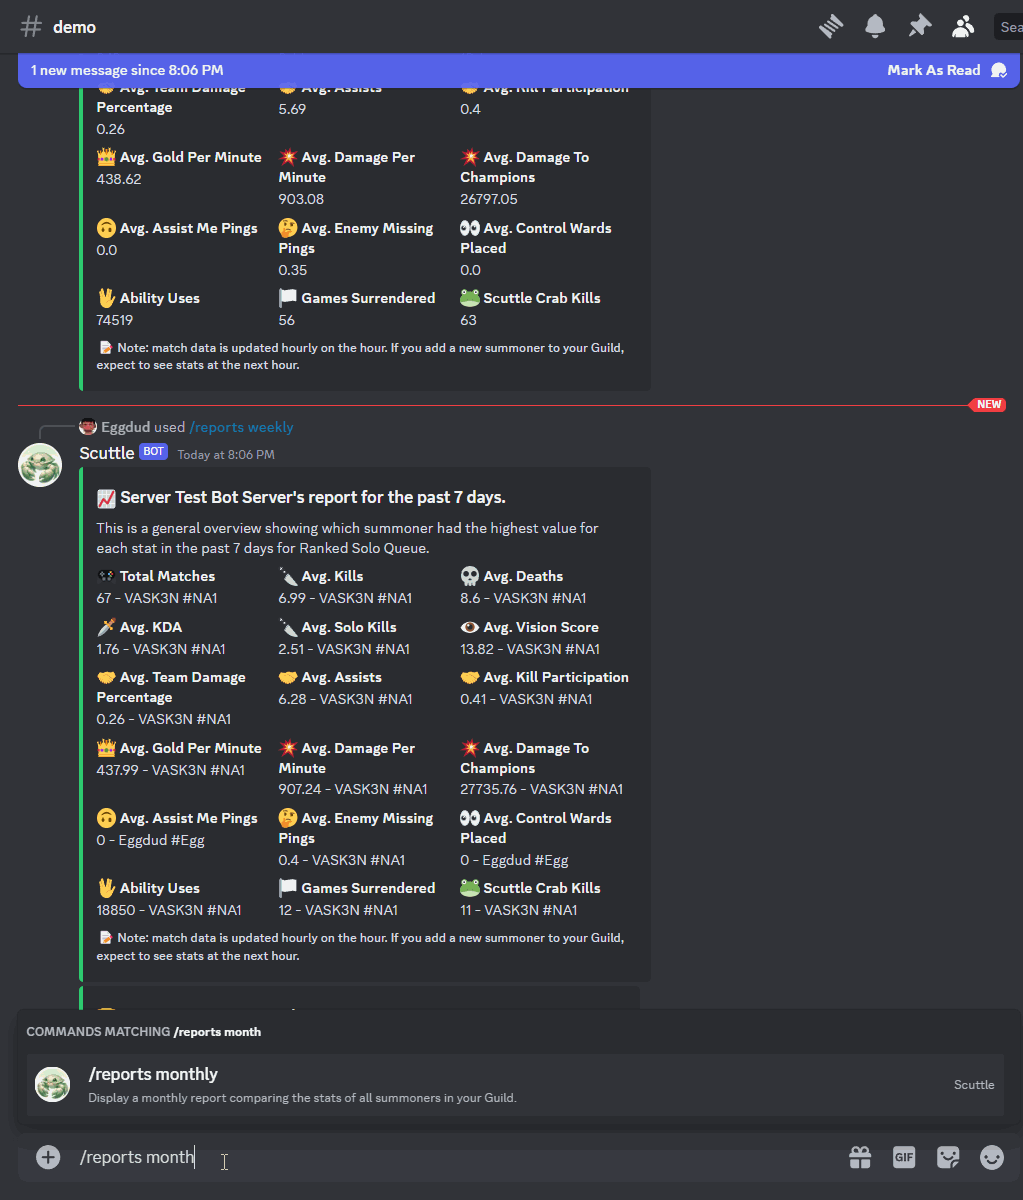 demo
Sea
1 new message since 8:06 PM
Mark As Read
Avg. Team Damage Avg. Assists Avg. Kill Participation
Percentage 5.69 0.4
0.26
Avg. Gold Per Minute Avg. Damage Per Avg. Damage To
438.62 Minute Champions
903.08 26797.05
Avg. Assist Me Pings Avg. Enemy Missing Avg. Control Wards
0.0 Pings Placed
0.35 0.0
Ability Uses Games Surrendered Scuttle Crab Kills
74519 56 63
Note: match data is updated hourly on the hour. If you add a new summoner to your Guild,
expect to see stats at the next hour.
NEW
Eggdud used /reports weekly
Scuttle BOT Today at 8:06 PM
Server Test Bot Server's report for the past 7 days.
This is a general overview showing which summoner had the highest value for
each stat in the past 7 days for Ranked Solo Queue.
Total Matches Avg. Kills Avg. Deaths
67 - VASK3N #NA1 6.99 - VASK3N #NA1 8.6 - VASK3N #NA1
Avg. KDA Avg. Solo Kills Avg. Vision Score
1.76 - VASK3N #NA1 2.51 - VASK3N #NA1 13.82 - VASK3N #NA1
Avg. Team Damage Avg. Assists Avg. Kill Participation
Percentage 6.28 - VASK3N #NA1 0.41 - VASK3N #NA1
0.26 - VASK3N #NA1
Avg. Gold Per Minute Avg. Damage Per Avg. Damage To
437.99 - VASK3N #NA1 Minute Champions
907.24 - VASK3N #NA1 27735.76 - VASK3N #NA1
Avg. Assist Me Pings Avg. Enemy Missing Avg. Control Wards
0 - Eggdud #Egg Pings Placed
0.4 - VASK3N #NA1 0 - Eggdud #Egg
Ability Uses Games Surrendered Scuttle Crab Kills
18850 - VASK3N #NA1 12 - VASK3N #NA1 11 - VASK3N #NA1
Note: match data is updated hourly on the hour. If you add a new summoner to your Guild,
expect to see stats at the next hour.
COMMANDS MATCHING /reports month
/reports monthly
Display a monthly report comparing the stats of all summoners in your Guild.
Scuttle
/reports month
GIF